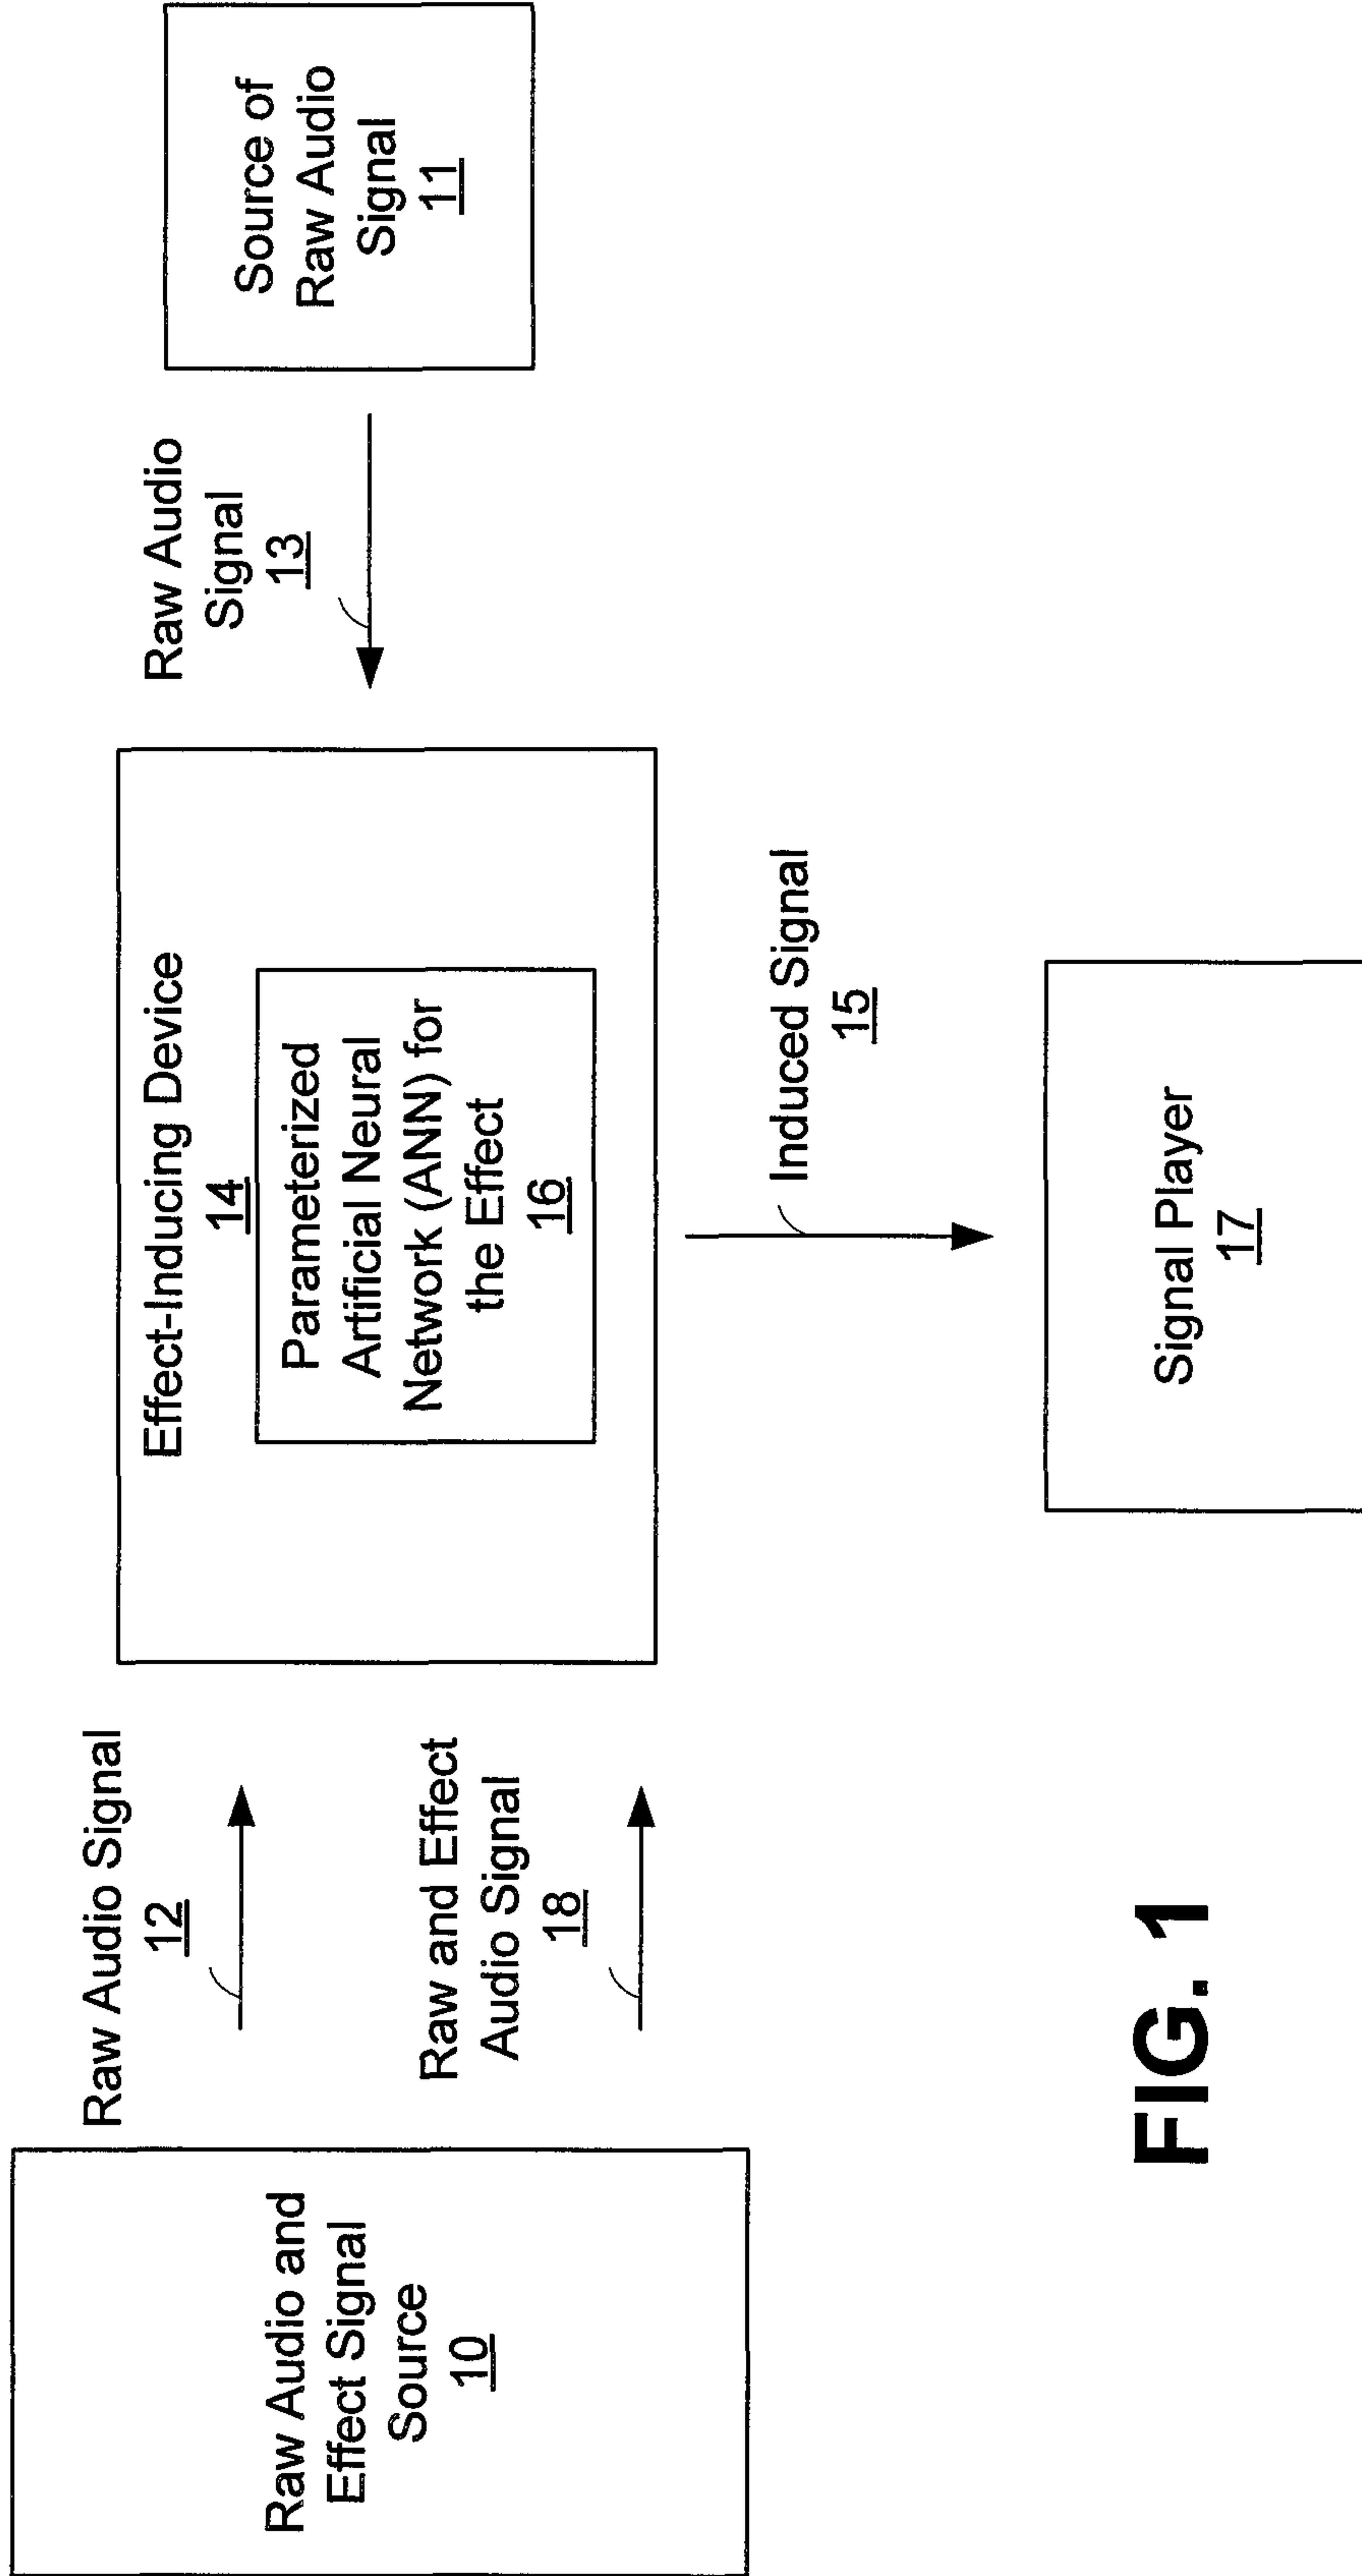 Raw Audio and
Effect Signal
Source
10
Raw Audio Signal
12
Raw and Effect
Audio Signal
18
Effect-Inducing Device
14
Parameterized
Artificial Neural
Network (ANN) for
the Effect
16
Raw Audio
Signal
13
Source of
Raw Audio
Signal
11
Induced Signal
15
Signal Player
17
FIG. 1